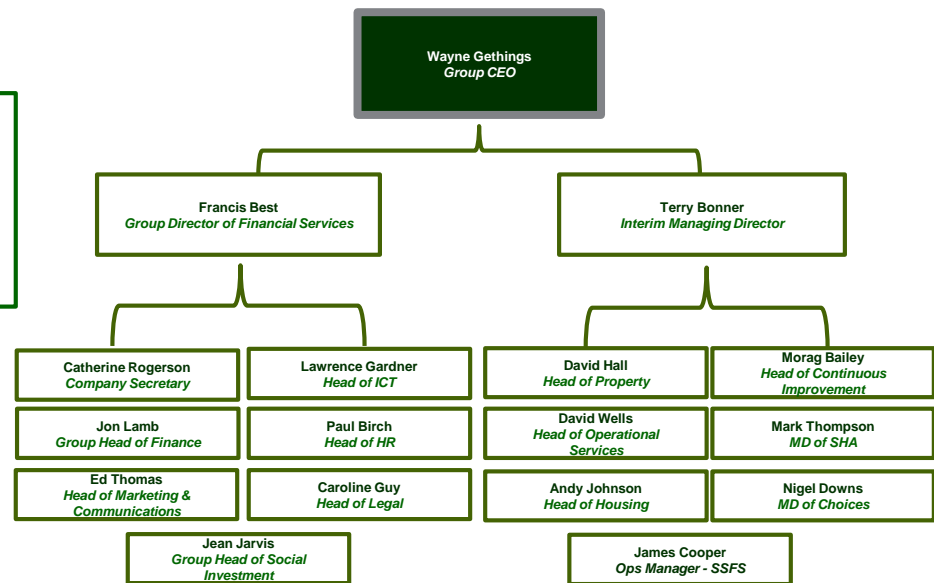 Wayne Gethings
Group CEO
Francis Best
Group Director of Financial Services
Terry Bonner
Interim Managing Director
Catherine Rogerson
Company Secretary
Lawrence Gardner
Head of ICT
David Hall
Head of Property
Morag Bailey
Head of Continuous
Improvement
Jon Lamb
Group Head of Finance
Paul Birch
Head of HR
David Wells
Head of Operational
Services
Mark Thompson
MD of SHA
Ed Thomas
Head of Marketing &
Communications
Caroline Guy
Head of Legal
Andy Johnson
Head of Housing
Nigel Downs
MD of Choices
Jean Jarvis
Group Head of Social
Investment
James Cooper
Ops Manager - SSFS